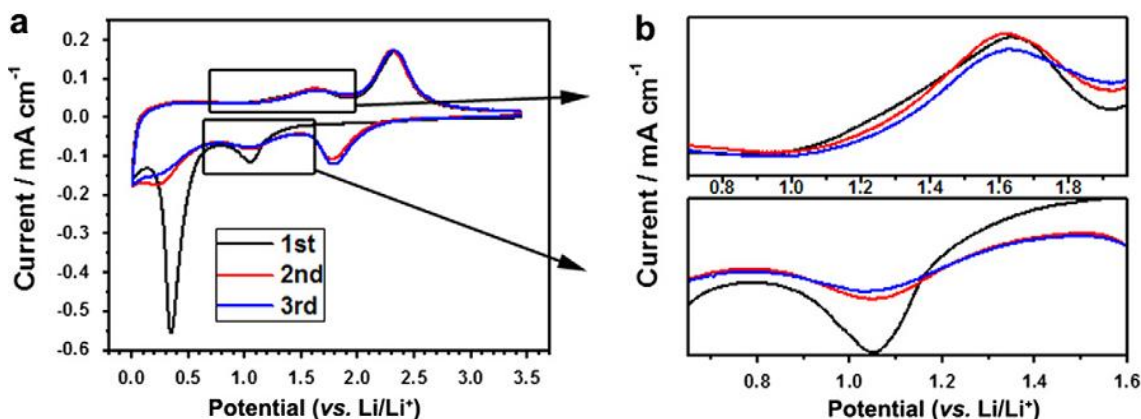 a
0.2
0.1
0.0
-0.1
-0.2
-0.3
-0.4
-0.5
-0.6
Current / mA cm⁻¹
1st
2nd
3rd
0.0 0.5 1.0 1.5 2.0 2.5 3.0 3.5
Potential (vs. Li/Li⁺)
b
Current / mA cm⁻¹
0.8 1.0 1.2 1.4 1.6 1.8
0.8 1.0 1.2 1.4 1.6
Potential (vs. Li/Li⁺)